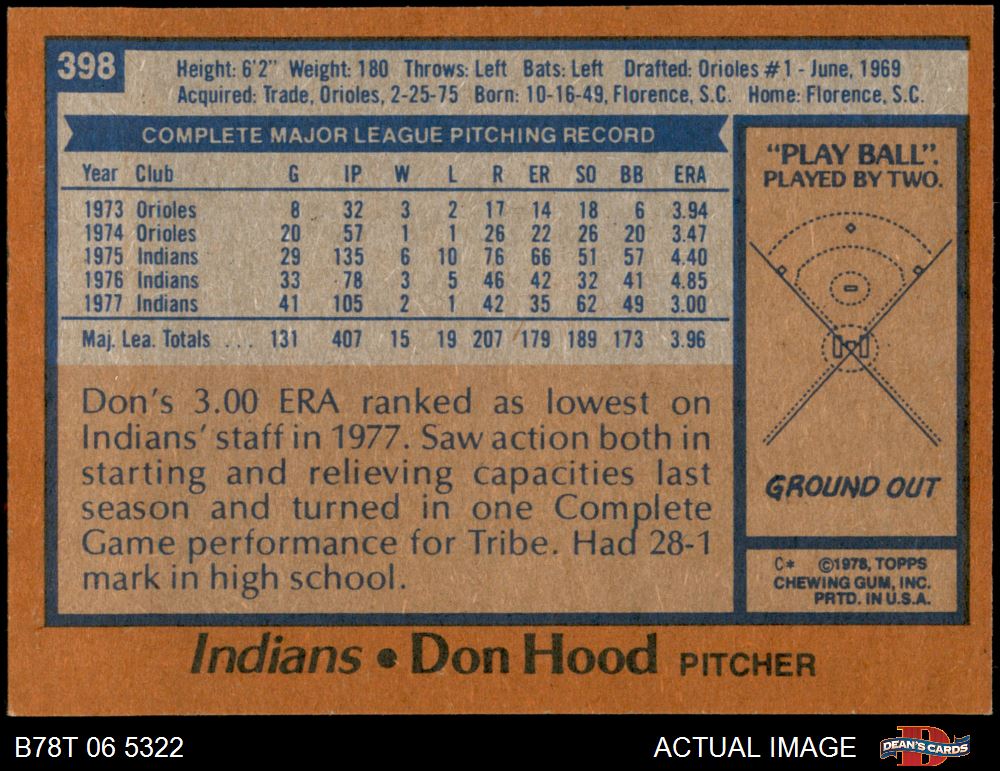 398
Height: 6'2" Weight: 180 Throws: Left Bats: Left Drafted: Orioles #1 - June, 1969
Acquired: Trade, Orioles, 2-25-75 Born: 10-16-49, Florence, S.C. Home: Florence, S.C.
COMPLETE MAJOR LEAGUE PITCHING RECORD
Year Club G IP W L R ER SO BB ERA
1973 Orioles 8 32 3 2 17 14 18 6 3.94
1974 Orioles 20 57 1 1 26 22 26 20 3.47
1975 Indians 29 135 6 10 76 66 51 57 4.40
1976 Indians 33 78 3 5 46 42 32 41 4.85
1977 Indians 41 105 2 1 42 35 62 49 3.00
Maj. Lea. Totals . . . 131 407 15 19 207 179 189 173 3.96
Don's 3.00 ERA ranked as lowest on
Indians' staff in 1977. Saw action both in
starting and relieving capacities last
season and turned in one Complete
Game performance for Tribe. Had 28-1
mark in high school.
"PLAY BALL".
PLAYED BY TWO.
GROUND OUT
C* ©1978, TOPPS
CHEWING GUM, INC.
PRTD. IN U.S.A.
Indians • Don Hood PITCHER
B78T 06 5322
ACTUAL IMAGE
DEAN'S CARDS